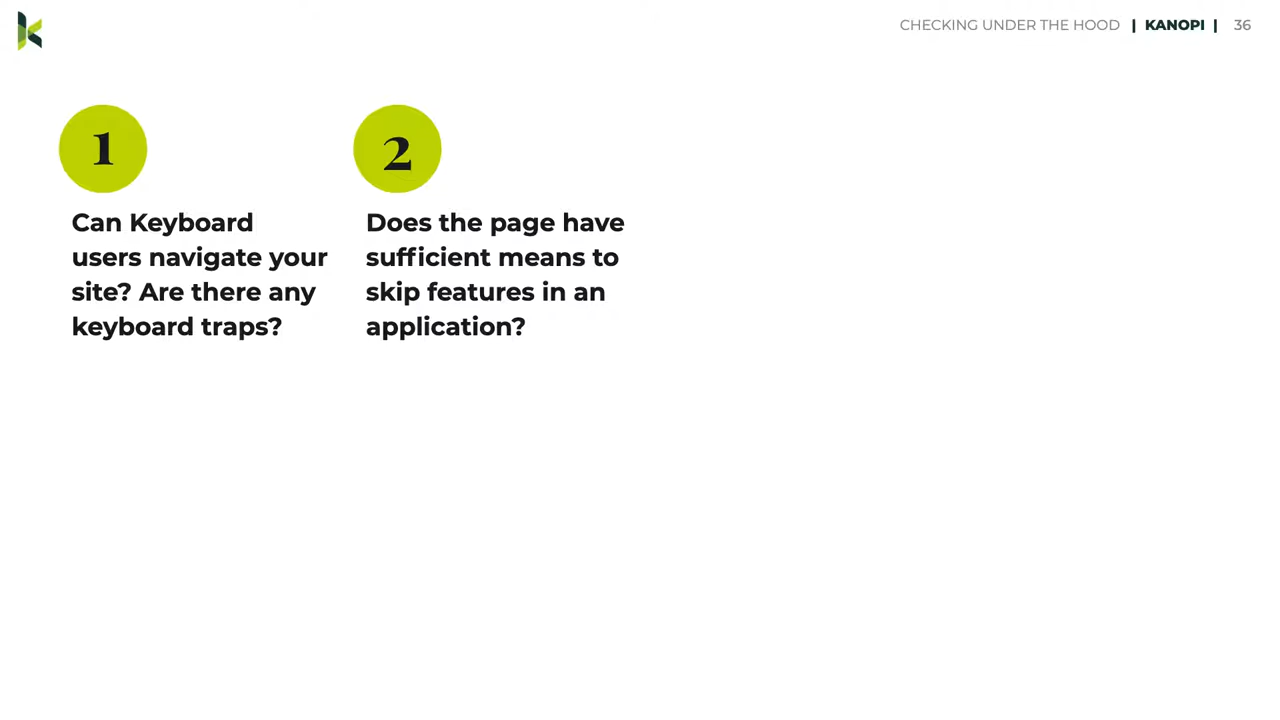 CHECKING UNDER THE HOOD | KANOPI | 36
1
Can Keyboard
users navigate your
site? Are there any
keyboard traps?
2
Does the page have
sufficient means to
skip features in an
application?